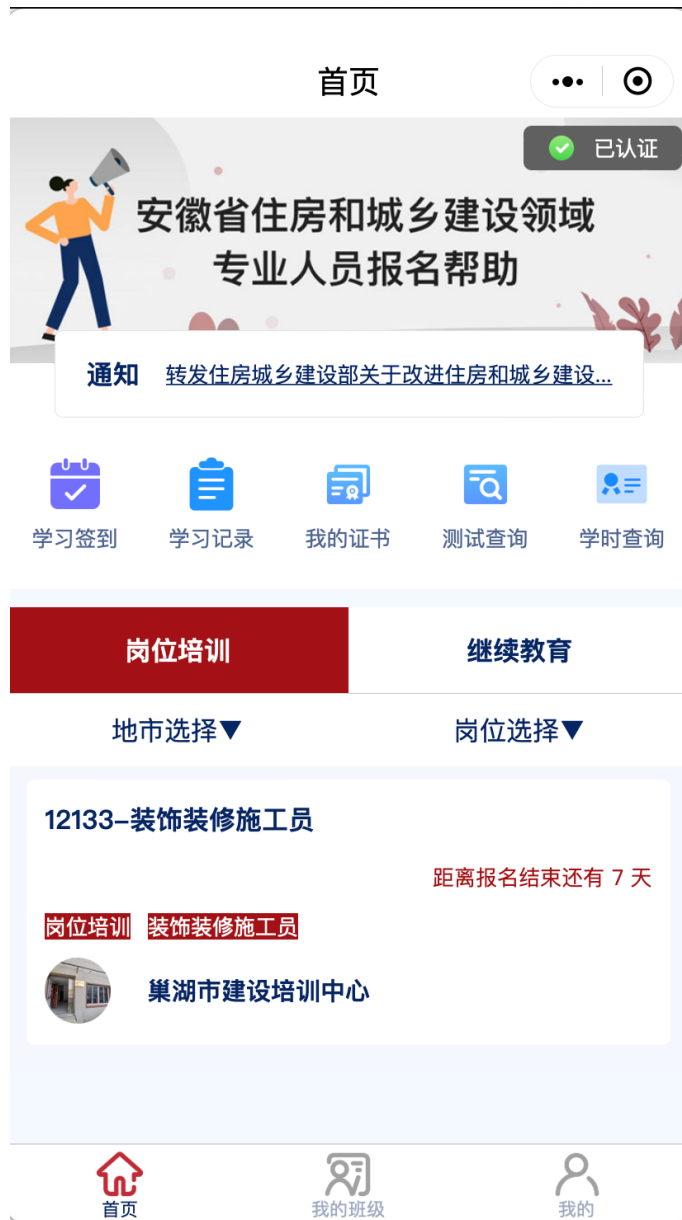 首页
已认证
安徽省住房和城乡建设领域
专业人员报名帮助
通知 转发住房城乡建设部关于改进住房和城乡建设...
学习签到 学习记录 我的证书 测试查询 学时查询
岗位培训 继续教育
地市选择▼ 岗位选择▼
12133-装饰装修施工员
距离报名结束还有 7 天
岗位培训 装饰装修施工员
巢湖市建设培训中心
首页 我的班级 我的